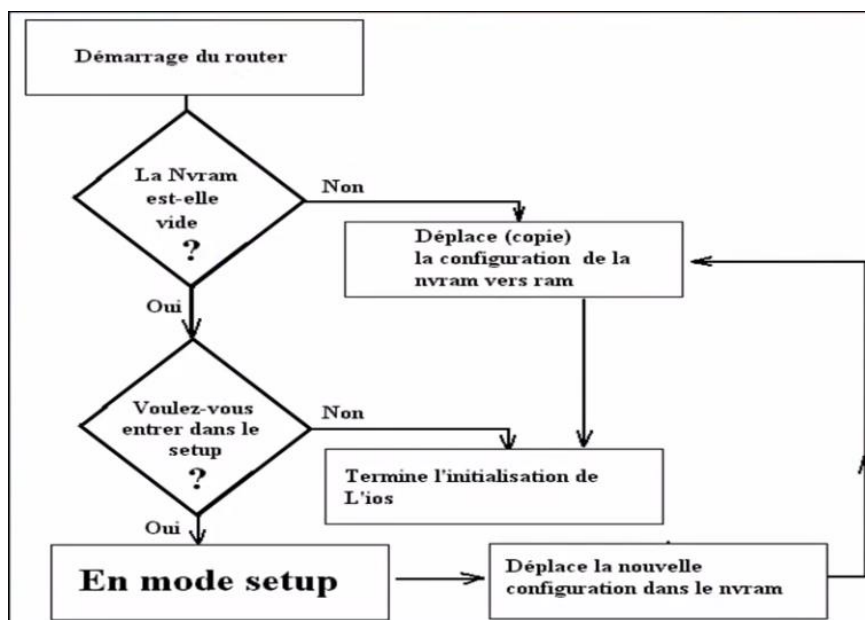 Démarrage du router
La Nvram
est-elle
vide
?
Non
Déplace (copie)
la configuration de la
nvram vers ram
Oui
Voulez-vous
entrer dans le
setup
?
Non
Termine l'initialisation de
L'ios
Oui
En mode setup
Déplace la nouvelle
configuration dans le nvram